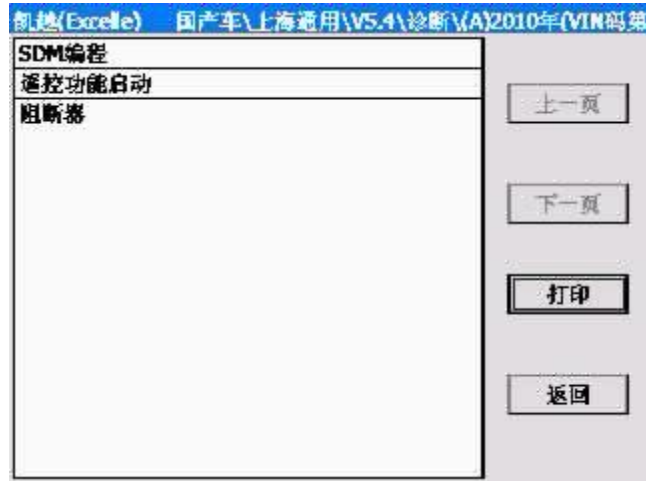 凯越(Excelle) 国产车\上海通用\V5.4\诊断\(A)2010年(VIN码第
SDM编程
遥控功能启动
阻断器
上一页
下一页
打印
返回